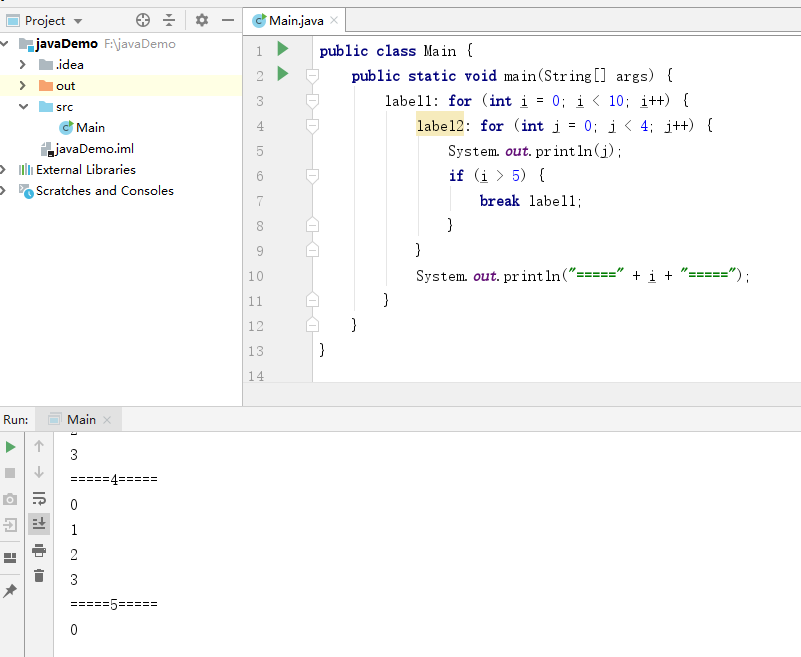 Project
Main.java
javaDemo F:\javaDemo
.idea
out
src
Main
javaDemo.iml
External Libraries
Scratches and Consoles
1 public class Main {
2 public static void main(String[] args) {
3 label1: for (int i = 0; i < 10; i++) {
4 label2: for (int j = 0; j < 4; j++) {
5 System.out.println(j);
6 if (i > 5) {
7 break label1;
8 }
9 }
10 System.out.println("=====" + i + "=====");
11 }
12 }
13 }
14
Run: Main
3
=====4=====
0
1
2
3
=====5=====
0